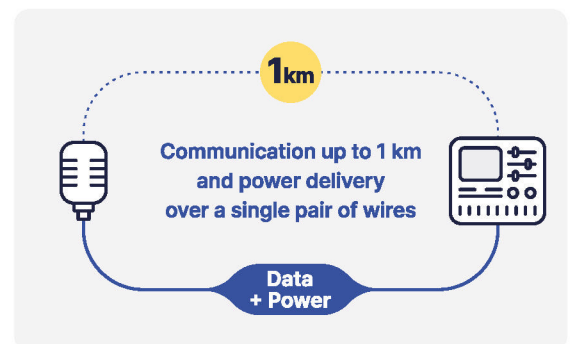 1km
Communication up to 1 km
and power delivery
over a single pair of wires
Data
+ Power